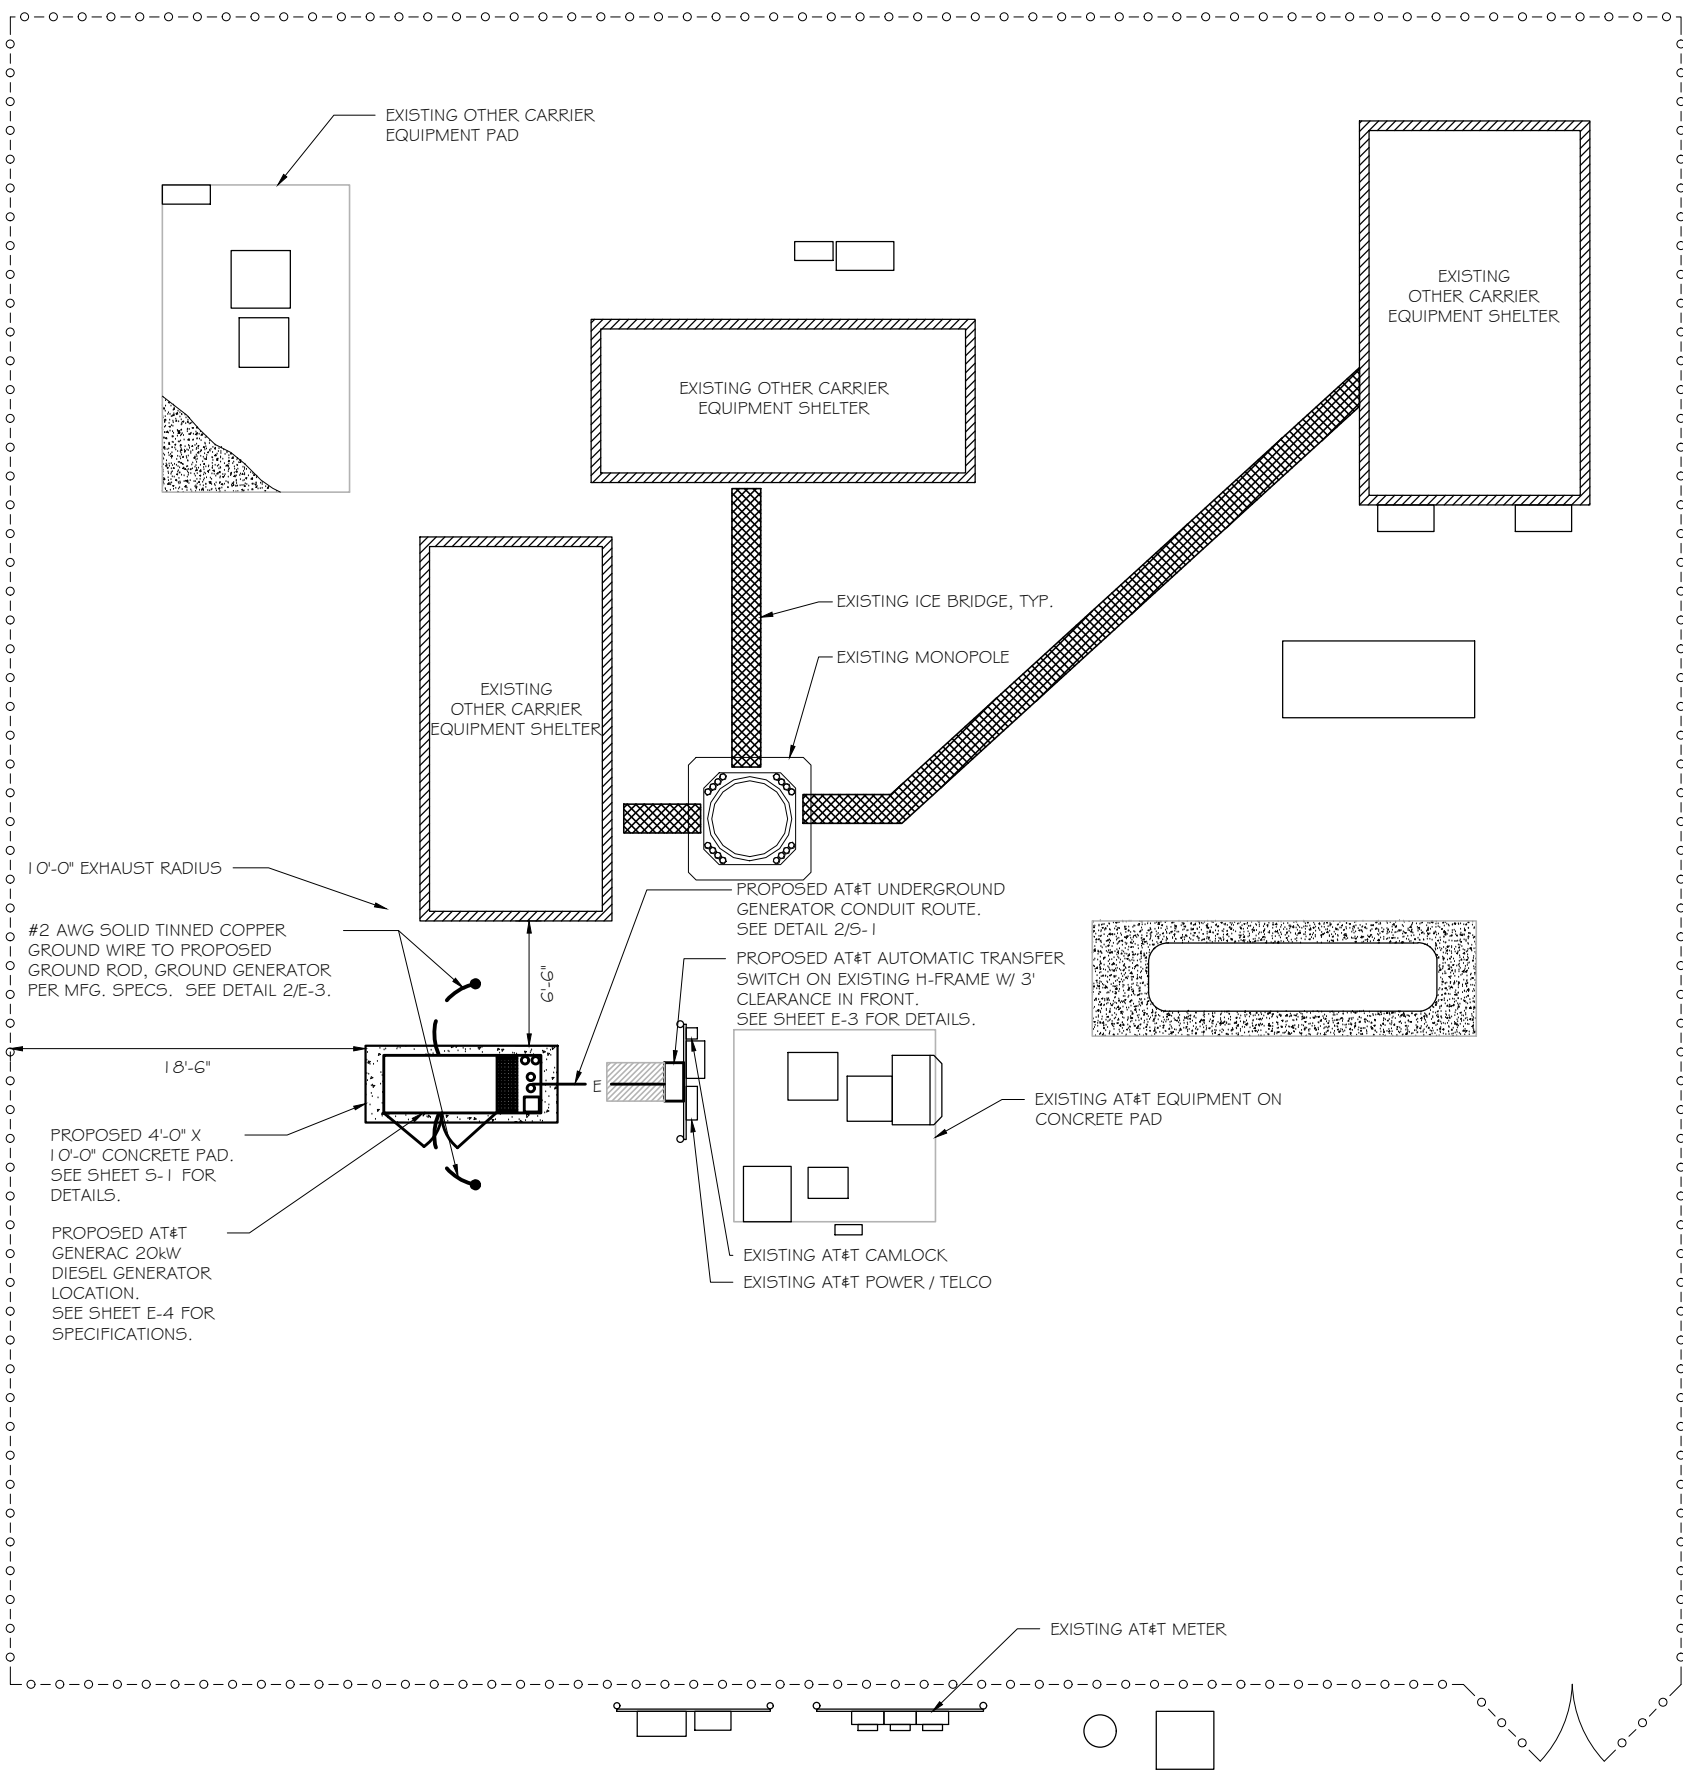 EXISTING OTHER CARRIER
EQUIPMENT PAD
EXISTING
OTHER CARRIER
EQUIPMENT SHELTER
EXISTING OTHER CARRIER
EQUIPMENT SHELTER
EXISTING ICE BRIDGE, TYP.
EXISTING MONOPOLE
EXISTING
OTHER CARRIER
EQUIPMENT SHELTER
10'-0" EXHAUST RADIUS
#2 AWG SOLID TINNED COPPER
GROUND WIRE TO PROPOSED
GROUND ROD, GROUND GENERATOR
PER MFG. SPECS. SEE DETAIL 2/E-3.
PROPOSED AT&T UNDERGROUND
GENERATOR CONDUIT ROUTE.
SEE DETAIL 2/S-1
PROPOSED AT&T AUTOMATIC TRANSFER
SWITCH ON EXISTING H-FRAME W/ 3'
CLEARANCE IN FRONT.
SEE SHEET E-3 FOR DETAILS.
6'-6"
18'-6"
E
EXISTING AT&T EQUIPMENT ON
CONCRETE PAD
PROPOSED 4'-0" X
10'-0" CONCRETE PAD.
SEE SHEET S-1 FOR
DETAILS.
PROPOSED AT&T
GENERAC 20kW
DIESEL GENERATOR
LOCATION.
SEE SHEET E-4 FOR
SPECIFICATIONS.
EXISTING AT&T CAMLOCK
EXISTING AT&T POWER / TELCO
EXISTING AT&T METER